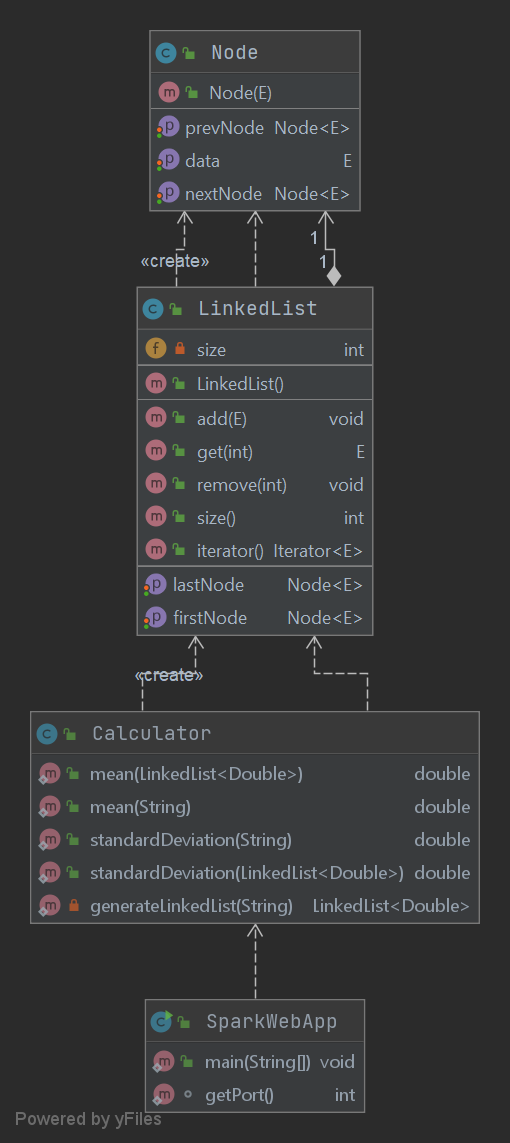 Node
Node(E)
prevNode Node<E>
data E
nextNode Node<E>
1
«create» 1
LinkedList
size int
LinkedList()
add(E) void
get(int) E
remove(int) void
size() int
iterator() Iterator<E>
lastNode Node<E>
firstNode Node<E>
«create»
Calculator
mean(LinkedList<Double>) double
mean(String) double
standardDeviation(String) double
standardDeviation(LinkedList<Double>) double
generateLinkedList(String) LinkedList<Double>
SparkWebApp
main(String[]) void
getPort() int
Powered by yFiles